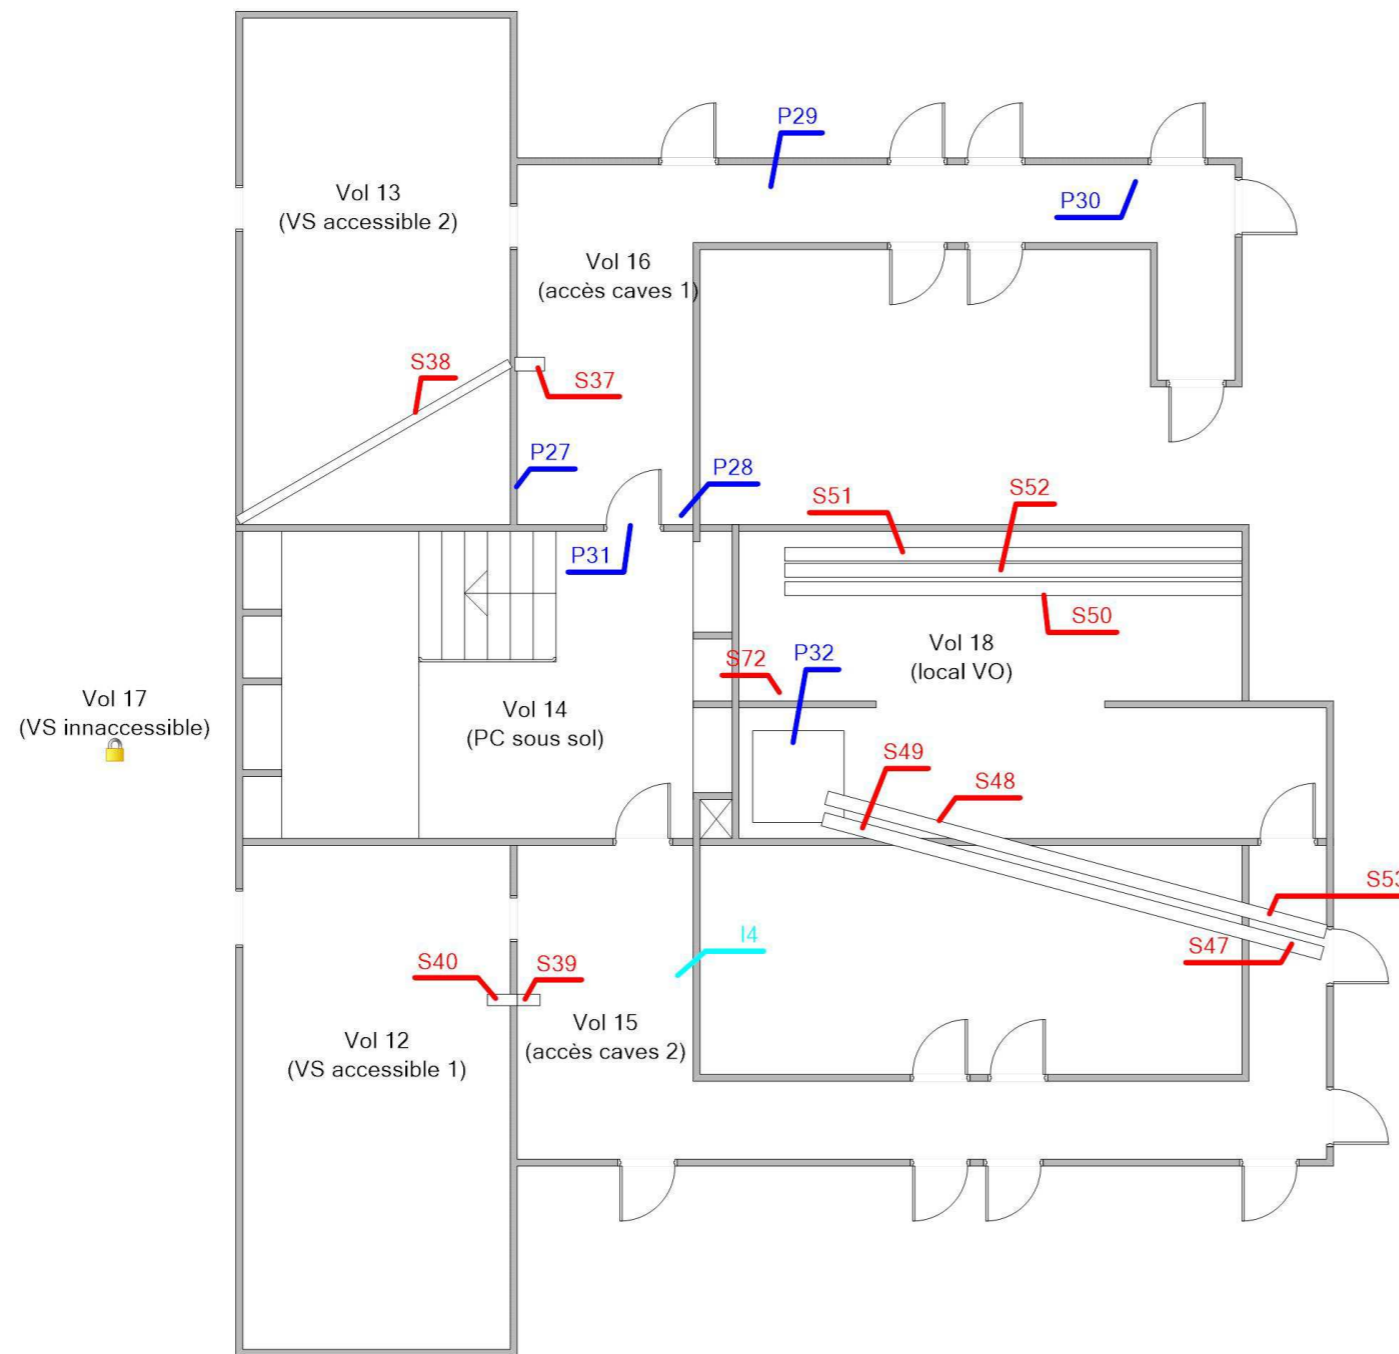 P29
Vol 13
(VS accessible 2)
P30
Vol 16
(accès caves 1)
S38
S37
P27
P28
S51
S52
P31
S50
Vol 18
(local VO)
S72
P32
Vol 17
(VS innaccessible)
Vol 14
(PC sous sol)
S49
S48
S53
I4
S47
S40
S39
Vol 15
(accès caves 2)
Vol 12
(VS accessible 1)